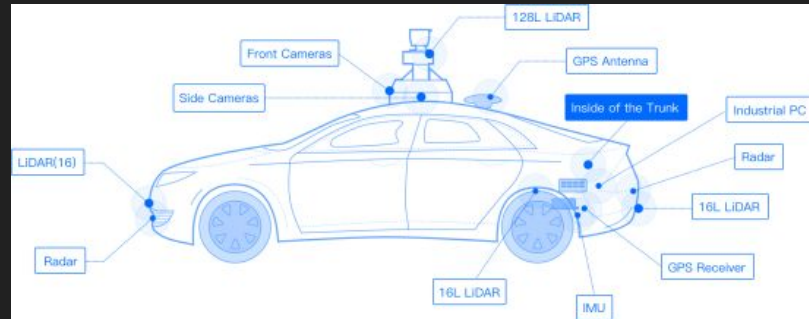 128L LiDAR
Front Cameras
GPS Antenna
Side Cameras
Inside of the Trunk
Industrial PC
LiDAR(16)
Radar
16L LiDAR
Radar
GPS Receiver
16L LiDAR
IMU